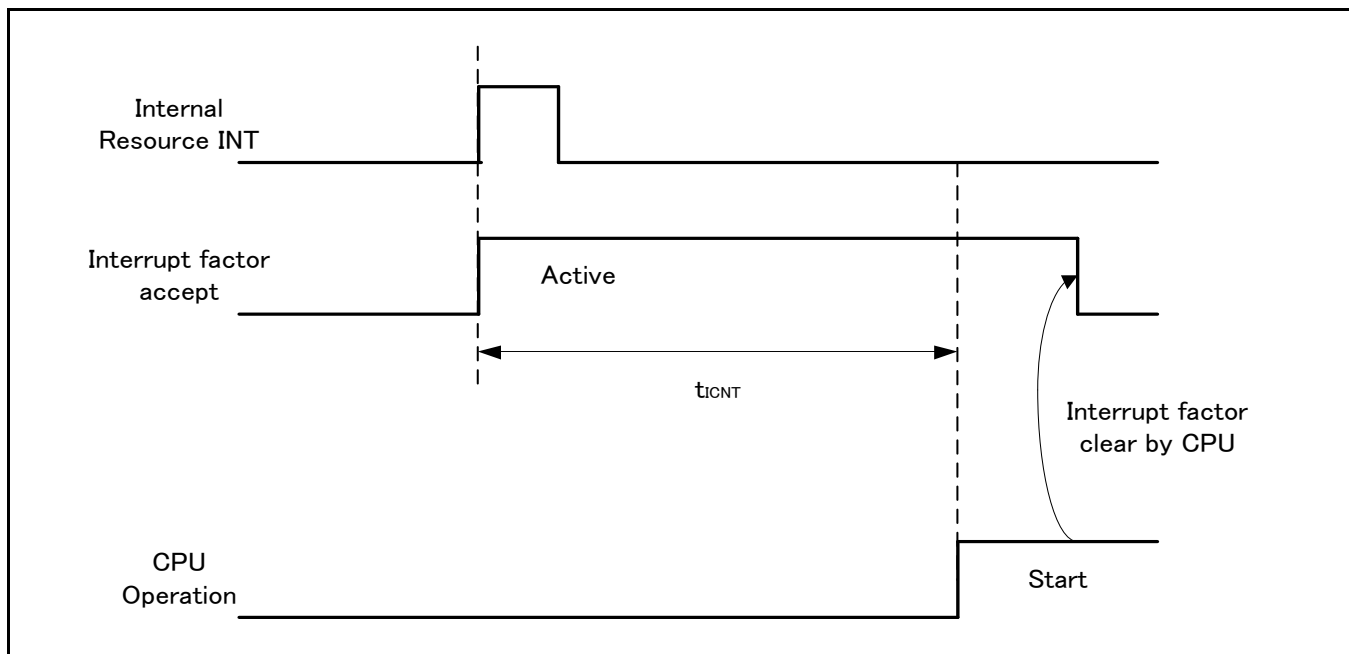 Internal
Resource INT
Interrupt factor
accept
Active
tICNT
Interrupt factor
clear by CPU
CPU
Operation
Start